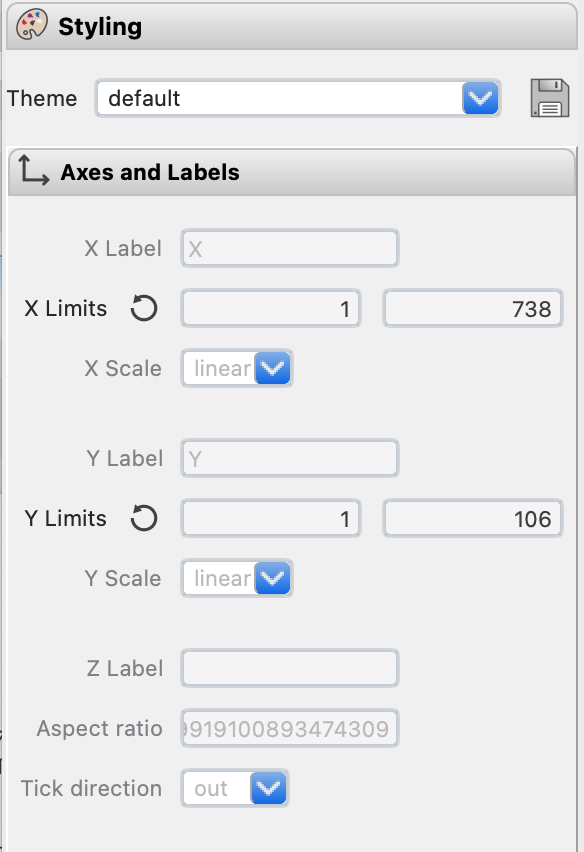 Styling
Theme default
Axes and Labels
X Label X
X Limits 1 738
X Scale linear
Y Label Y
Y Limits 1 106
Y Scale linear
Z Label
Aspect ratio 9919100893474309
Tick direction out